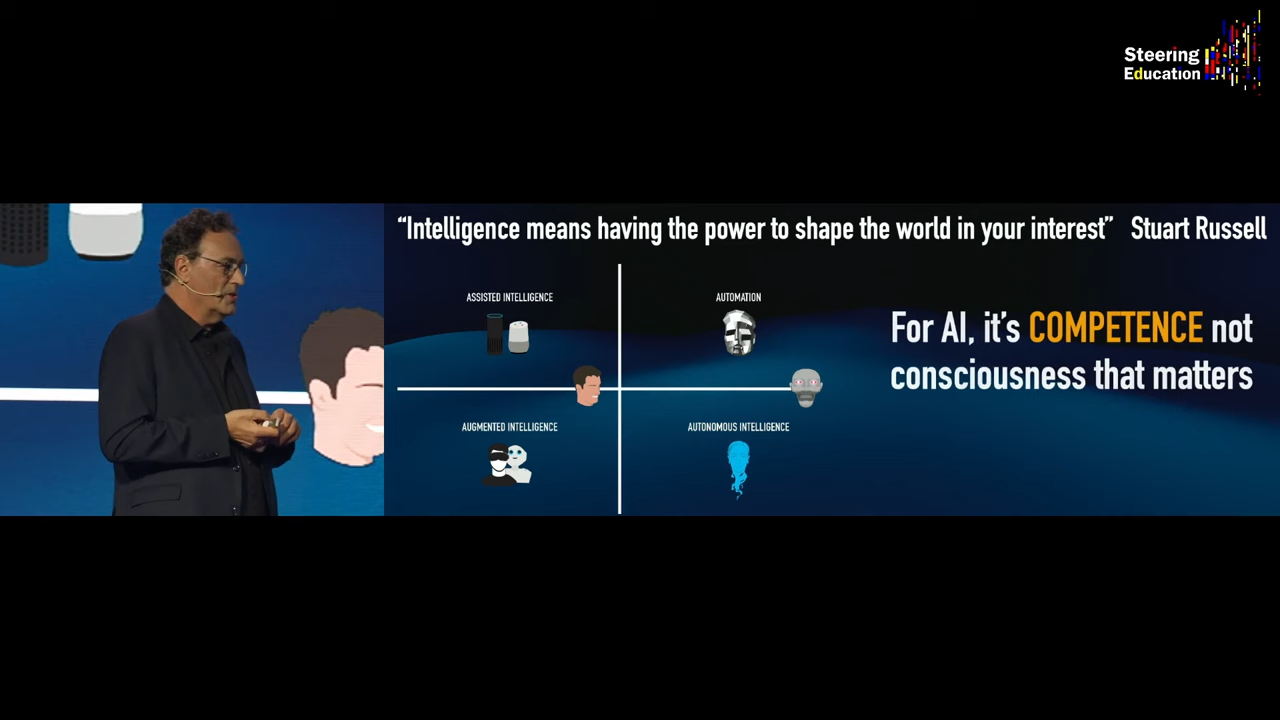 Steering
Education
“Intelligence means having the power to shape the world in your interest” Stuart Russell
ASSISTED INTELLIGENCE
AUTOMATION
For AI, it’s COMPETENCE not
consciousness that matters
AUGMENTED INTELLIGENCE
AUTONOMOUS INTELLIGENCE